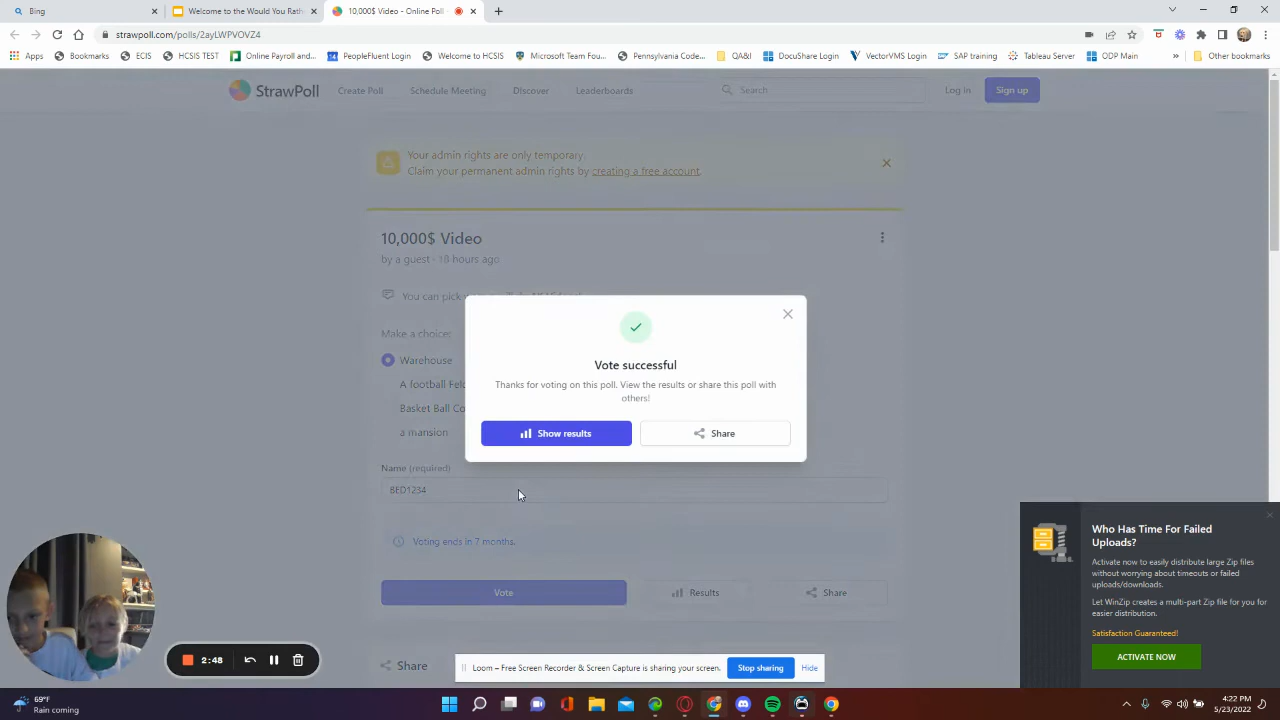 Bing
Welcome to the Would You Rath
10,000$ Video - Online Poll
strawpoll.com/polls/2ayLWPVOVZ4
Apps
Bookmarks
ECIS
HCSIS TEST
Online Payroll and...
PeopleFluent Login
Welcome to HCSIS
Microsoft Team Fou...
Pennsylvania Code...
QA&I
DocuShare Login
VectorVMS Login
SAP training
Tableau Server
ODP Main
»
Other bookmarks
StrawPoll
Create Poll
Schedule Meeting
Discover
Leaderboards
Search
Log in
Sign up
Your admin rights are only temporary.
Claim your permanent admin rights by creating a free account.
10,000$ Video
by a guest · 18 hours ago
You can pick
Make a choice:
Warehouse
A football Fel
Basket Ball Co
a mansion
Vote successful
Thanks for voting on this poll. View the results or share this poll with
others!
Show results
Share
Name (required)
BED1234
Voting ends in 7 months.
Vote
Results
Share
Share
Who Has Time For Failed
Uploads?
Activate now to easily distribute large Zip files
without worrying about timeouts or failed
uploads/downloads.
Let WinZip creates a multi-part Zip file for you for
easier distribution.
Satisfaction Guaranteed!
ACTIVATE NOW
2:48
Loom – Free Screen Recorder & Screen Capture is sharing your screen.
Stop sharing
Hide
69°F
Rain coming
4:22 PM
5/23/2022